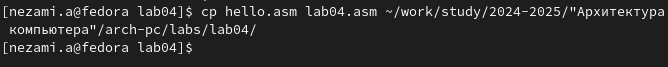 [nezami.a@fedora lab04]$ cp hello.asm lab04.asm ~/work/study/2024-2025/"Архитектура
компьютера"/arch-pc/labs/lab04/
[nezami.a@fedora lab04]$